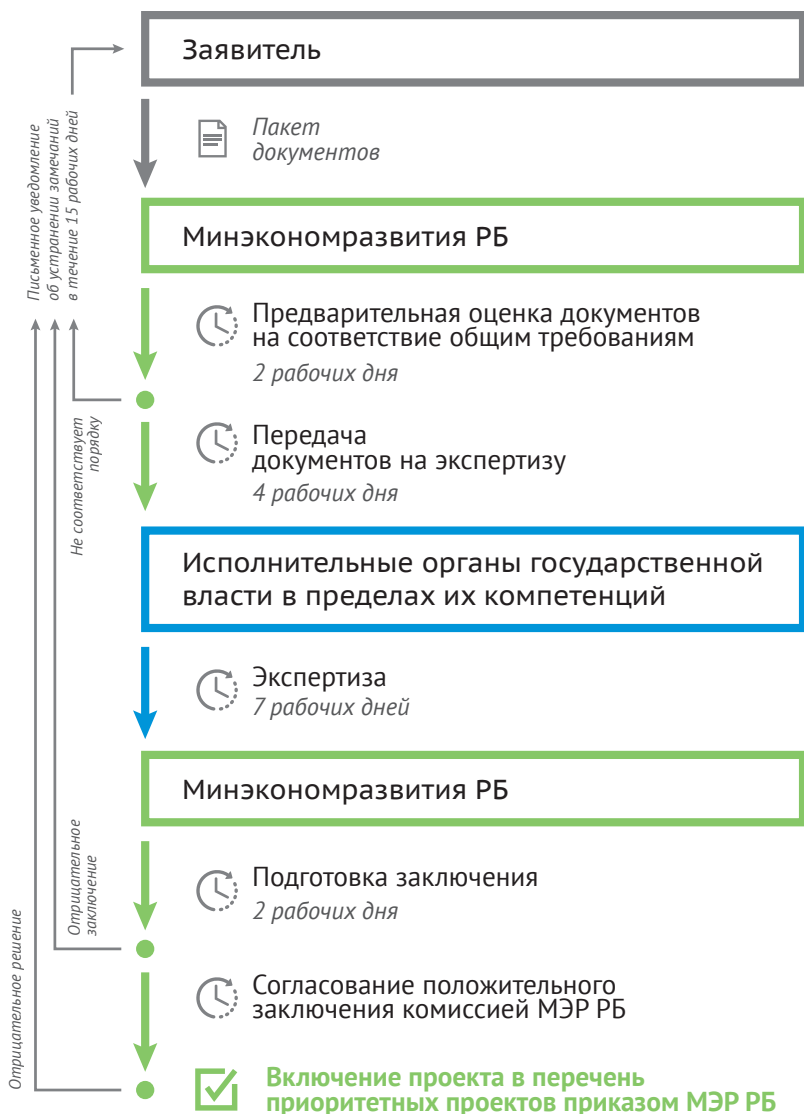 Заявитель
Пакет
документов
Письменное уведомление
об устранении замечаний
в течение 15 рабочих дней
Минэкономразвития РБ
Предварительная оценка документов
на соответствие общим требованиям
2 рабочих дня
Не соответствует
порядку
Передача
документов на экспертизу
4 рабочих дня
Исполнительные органы государственной
власти в пределах их компетенций
Экспертиза
7 рабочих дней
Минэкономразвития РБ
Подготовка заключения
2 рабочих дня
Отрицательное
заключение
Согласование положительного
заключения комиссией МЭР РБ
Отрицательное решение
Включение проекта в перечень
приоритетных проектов приказом МЭР РБ